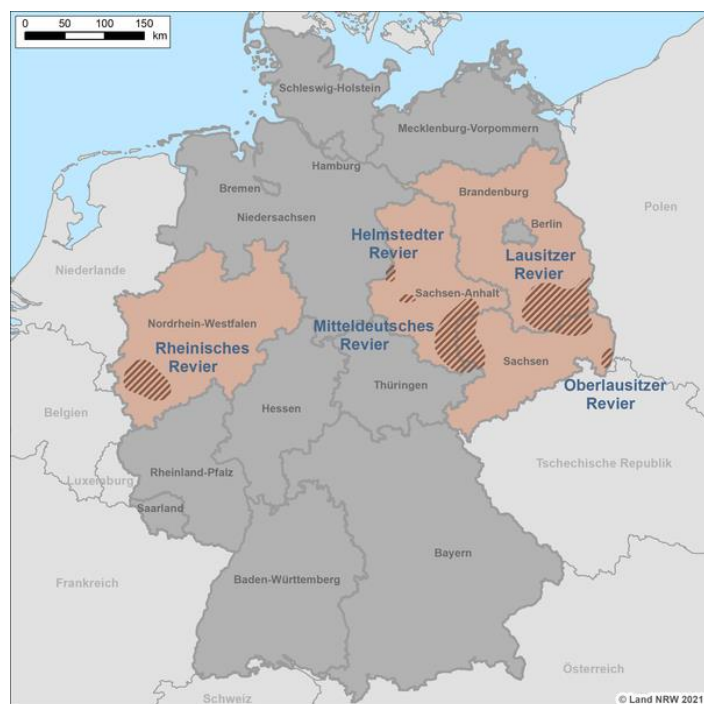 0 50 100 150
km
Schleswig-Holstein
Mecklenburg-Vorpommern
Hamburg
Bremen
Niedersachsen
Brandenburg
Berlin
Polen
Niederlande
Helmstedter
Revier
Lausitzer
Revier
Sachsen-Anhalt
Nordrhein-Westfalen
Mitteldeutsches
Revier
Rheinisches
Revier
Sachsen
Thüringen
Oberlausitzer
Revier
Belgien
Hessen
Tschechische Republik
Rheinland-Pfalz
Luxemburg
Saarland
Bayern
Frankreich
Baden-Württemberg
Österreich
Schweiz
© Land NRW 2021